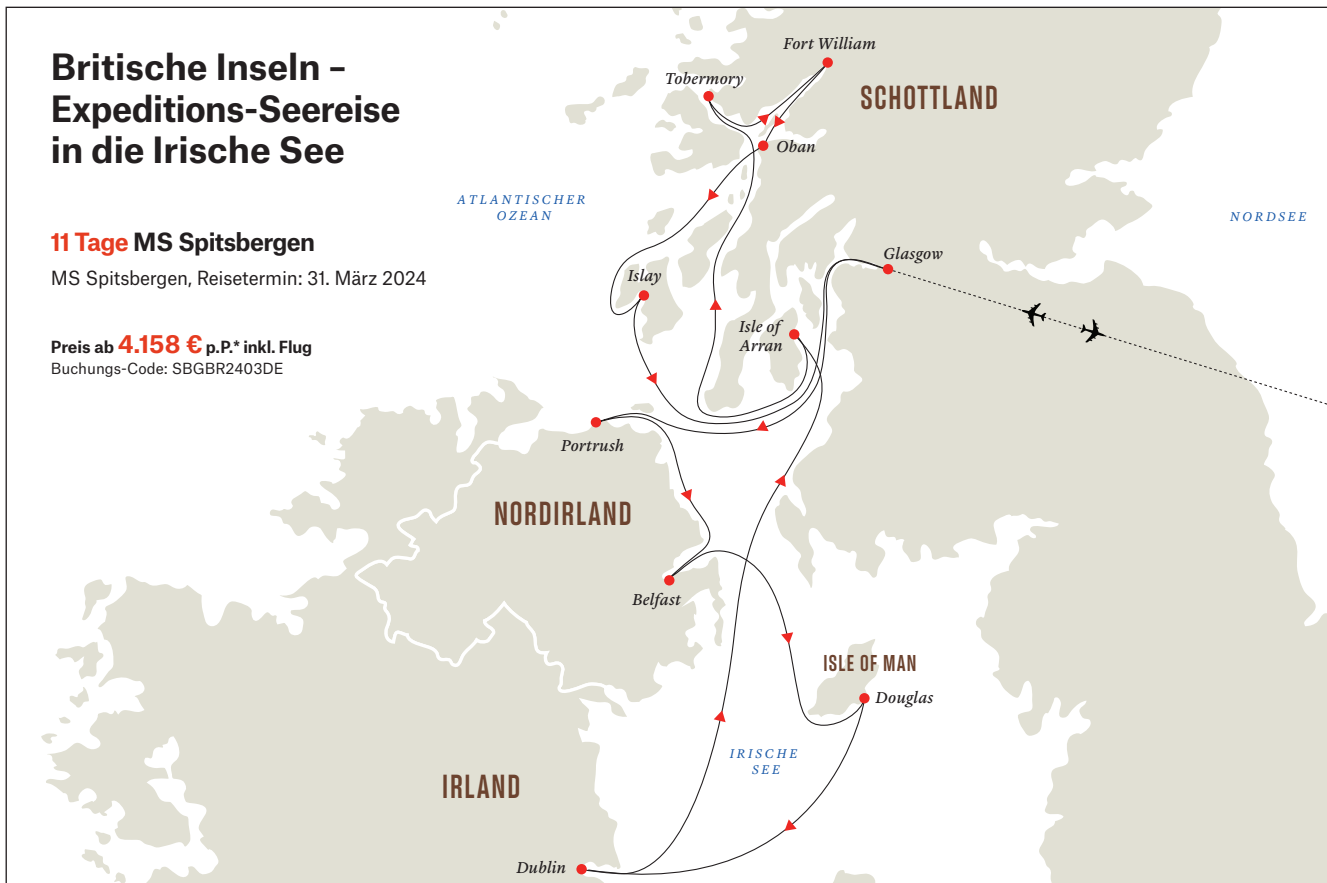 Britische Inseln –
Expeditions-Seereise
in die Irische See
11 Tage MS Spitsbergen
MS Spitsbergen, Reisetermin: 31. März 2024
Preis ab 4.158 € p.P.* inkl. Flug
Buchungs-Code: SBGBR2403DE
Fort William
Tobermory
SCHOTTLAND
Oban
ATLANTISCHER
OZEAN
NORDSEE
Glasgow
Islay
Isle of
Arran
Portrush
NORDIRLAND
Belfast
ISLE OF MAN
Douglas
IRISCHE
SEE
IRLAND
Dublin